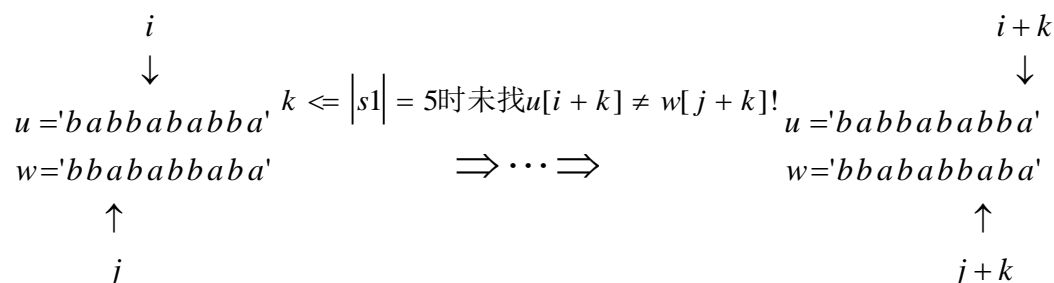 i i + k
↓ ↓
k <= |s1| = 5时未找u[i + k] ≠ w[j + k]!
u ='babbababba' u ='babbababba'
w='bbababbaba' ⇒ ⋯ ⇒ w='bbababbaba'
↑ ↑
j j + k